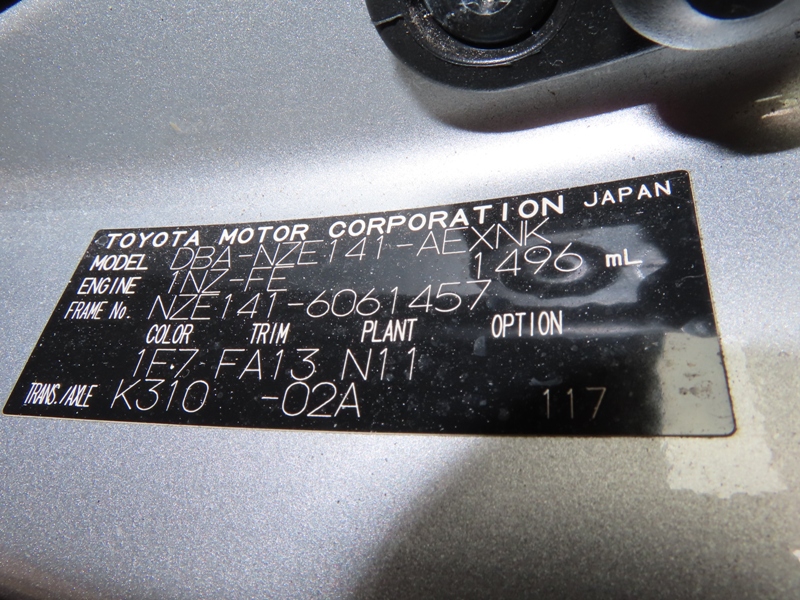 TOYOTA MOTOR CORPORATION JAPAN
MODEL DBA-NZE141-AEXNK
ENGINE 1NZ-FE 1496 mL
FRAME No. NZE141-6061457
COLOR TRIM PLANT OPTION
1F7 FA13 N11
TRANS./AXLE K310 -02A 117